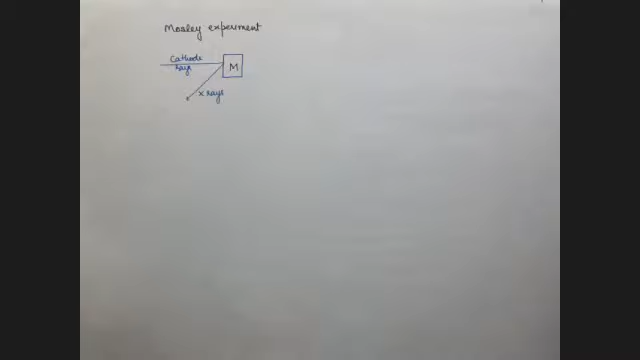 Mosley experiment
Cathode
rays
M
x rays